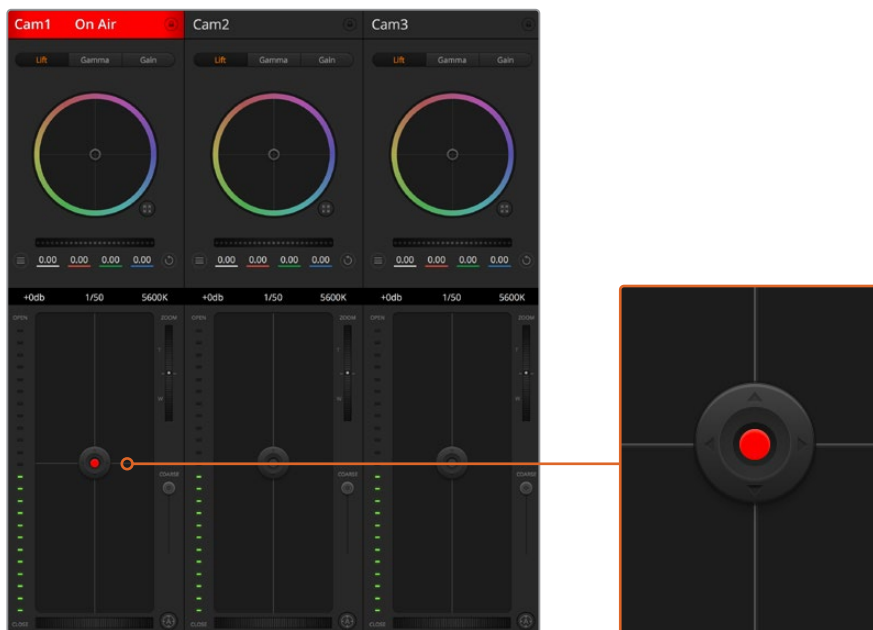 Cam1 On Air Cam2 Cam3
Lift Gamma Gain Lift Gamma Gain Lift Gamma Gain
0.00 0.00 0.00 0.00 0.00 0.00 0.00 0.00 0.00 0.00 0.00 0.00
+0db 1/50 5600K +0db 1/50 5600K +0db 1/50 5600K
OPEN ZOOM OPEN ZOOM OPEN ZOOM
T T T
W W W
COARSE COARSE COARSE
CLOSE CLOSE CLOSE